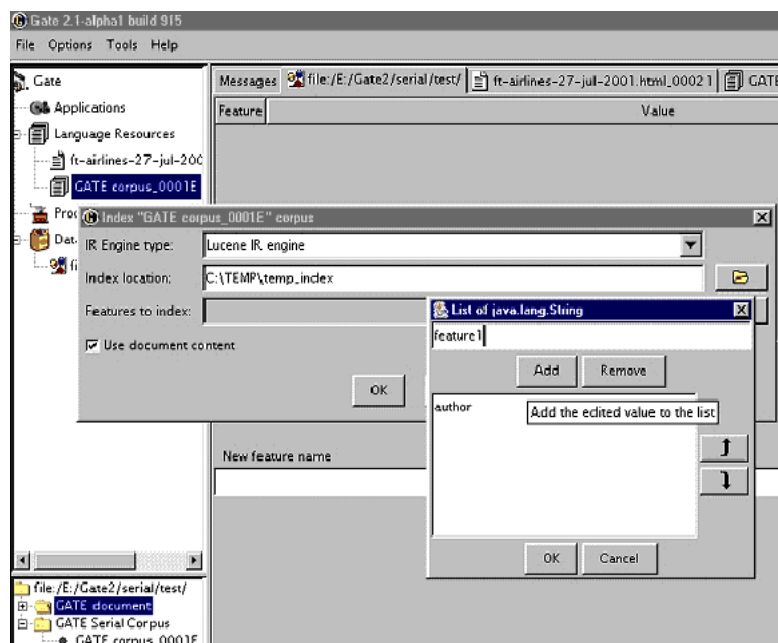 Gate 2.1-alpha1 build 915
File Options Tools Help
Gate
Applications
Language Resources
ft-airlines-27-jul-200
GATE corpus_0001E
Proc
Dat
fi
Messages file:/E:/Gate2/serial/test/ ft-airlines-27-jul-2001.html_00021 GATE
Feature Value
Index "GATE corpus_0001E" corpus
IR Engine type: Lucene IR engine
Index location: C:\TEMP\temp_index
Features to index:
Use document content
OK
List of java.lang.String
feature1
Add Remove
author
Add the edited value to the list
OK Cancel
New feature name
file:/E:/Gate2/serial/test/
GATE document
GATE Serial Corpus
GATE corpus_0001E